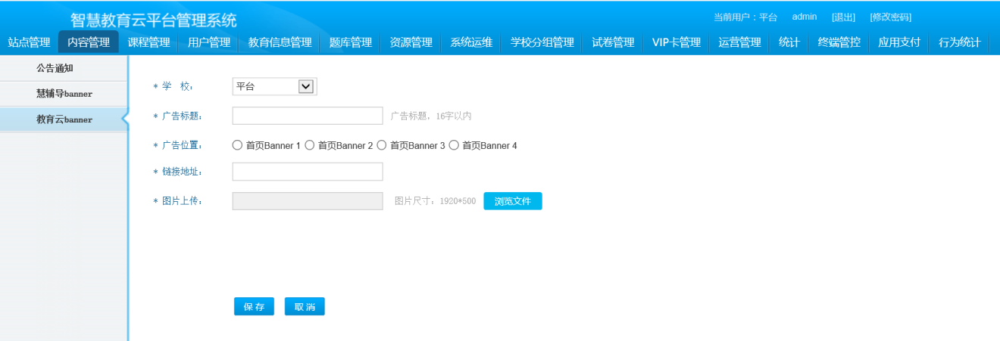 智慧教育云平台管理系统
当前用户：平台 admin [退出] [修改密码]
站点管理 内容管理 课程管理 用户管理 教育信息管理 题库管理 资源管理 系统运维 学校分组管理 试卷管理 VIP卡管理 运营管理 统计 终端管控 应用支付 行为统计
公告通知
慧辅导banner
教育云banner
* 学 校： 平台
* 广告标题： 广告标题，16字以内
* 广告位置： 首页Banner 1 首页Banner 2 首页Banner 3 首页Banner 4
* 链接地址：
* 图片上传： 图片尺寸：1920*500 浏览文件
保 存 取 消